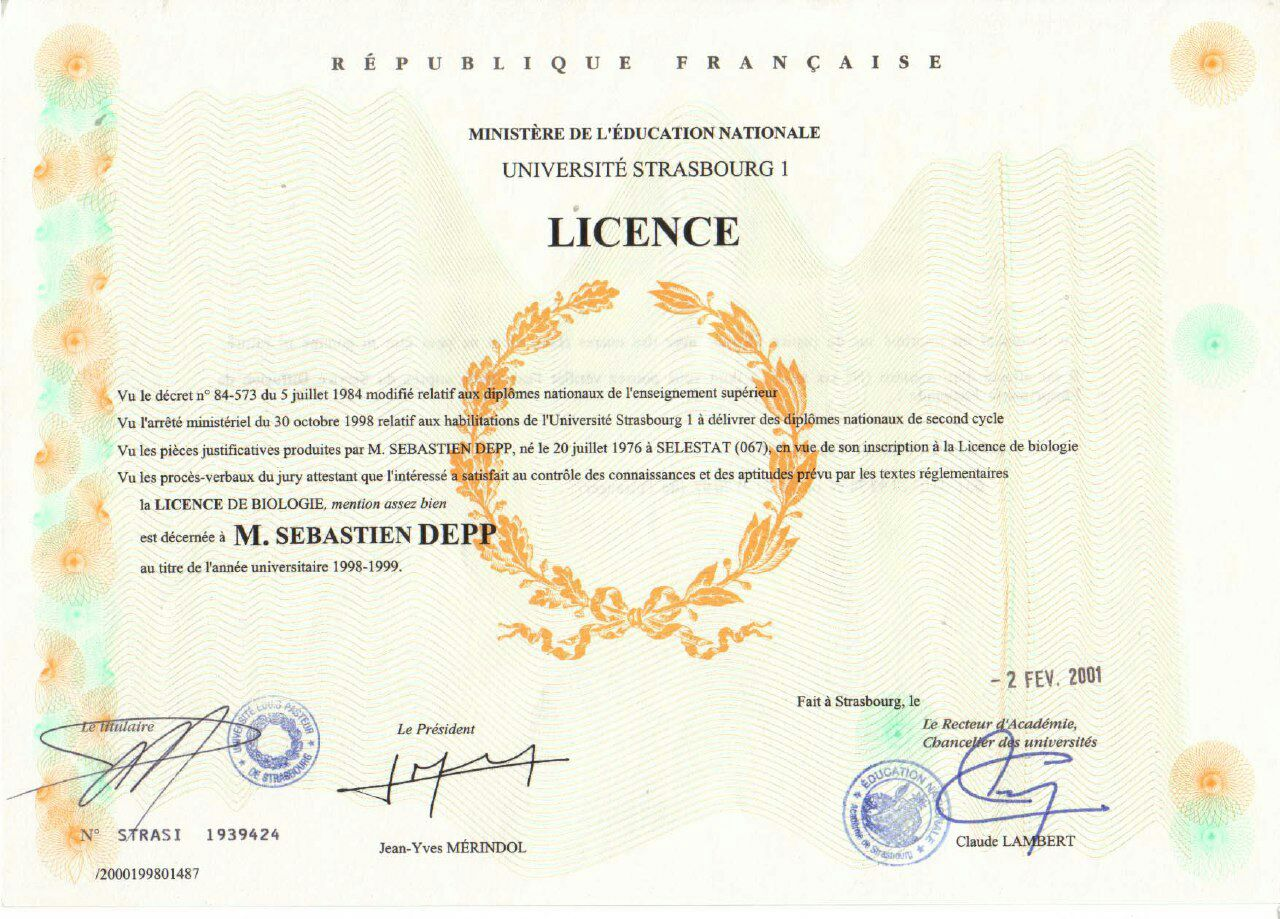 RÉPUBLIQUE FRANÇAISE
MINISTÈRE DE L'ÉDUCATION NATIONALE
UNIVERSITÉ STRASBOURG 1
LICENCE
Vu le décret n° 84-573 du 5 juillet 1984 modifié relatif aux diplômes nationaux de l'enseignement supérieur
Vu l'arrêté ministériel du 30 octobre 1998 relatif aux habilitations de l'Université Strasbourg 1 à délivrer des diplômes nationaux de second cycle
Vu les pièces justificatives produites par M. SEBASTIEN DEPP, né le 20 juillet 1976 à SELESTAT (067), en vue de son inscription à la Licence de biologie
Vu les procès-verbaux du jury attestant que l'intéressé a satisfait au contrôle des connaissances et des aptitudes prévu par les textes réglementaires
la LICENCE DE BIOLOGIE, mention assez bien
est décernée à M. SEBASTIEN DEPP
au titre de l'année universitaire 1998-1999.
Fait à Strasbourg, le - 2 FEV. 2001
Le titulaire
UNIVERSITÉ LOUIS PASTEUR ★ DE STRASBOURG ★
Le Président
Le Recteur d'Académie,
Chancelier des universités
ÉDUCATION NATIONALE ★ Académie de Strasbourg ★
N° STRASI 1939424
Jean-Yves MÉRINDOL
Claude LAMBERT
/2000199801487